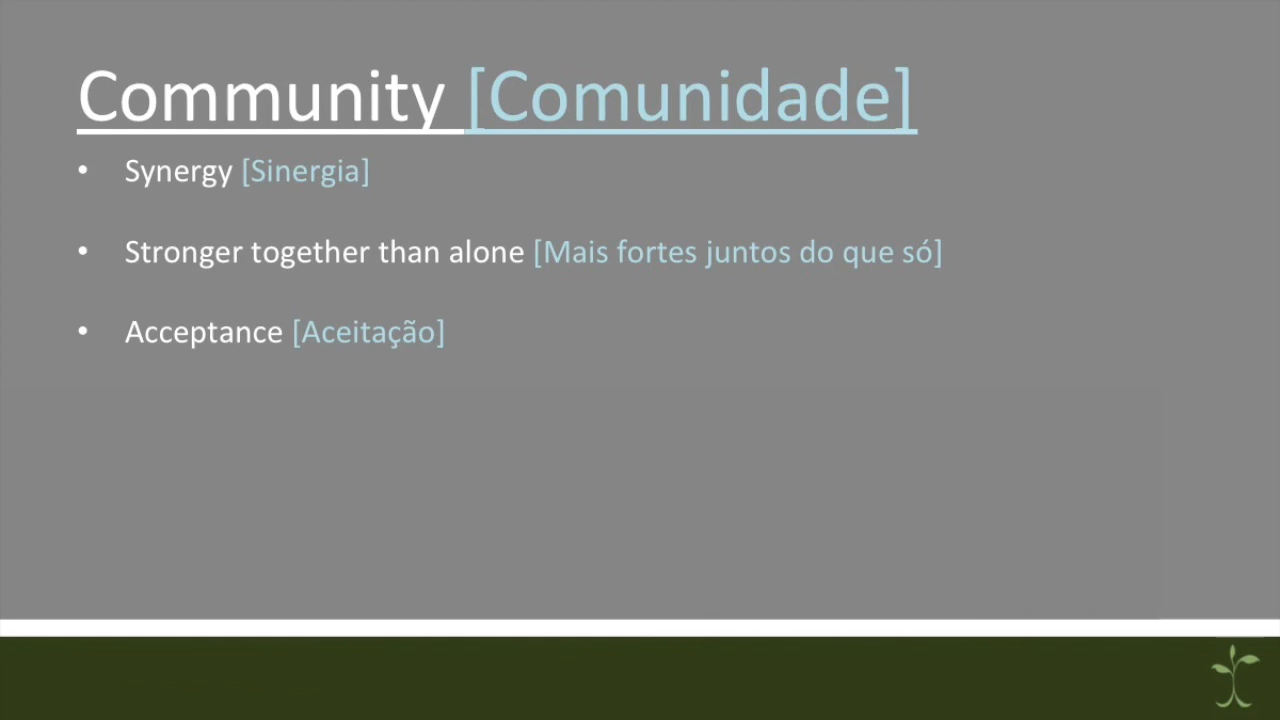 Community [Comunidade]
• Synergy [Sinergia]
• Stronger together than alone [Mais fortes juntos do que só]
• Acceptance [Aceitação]